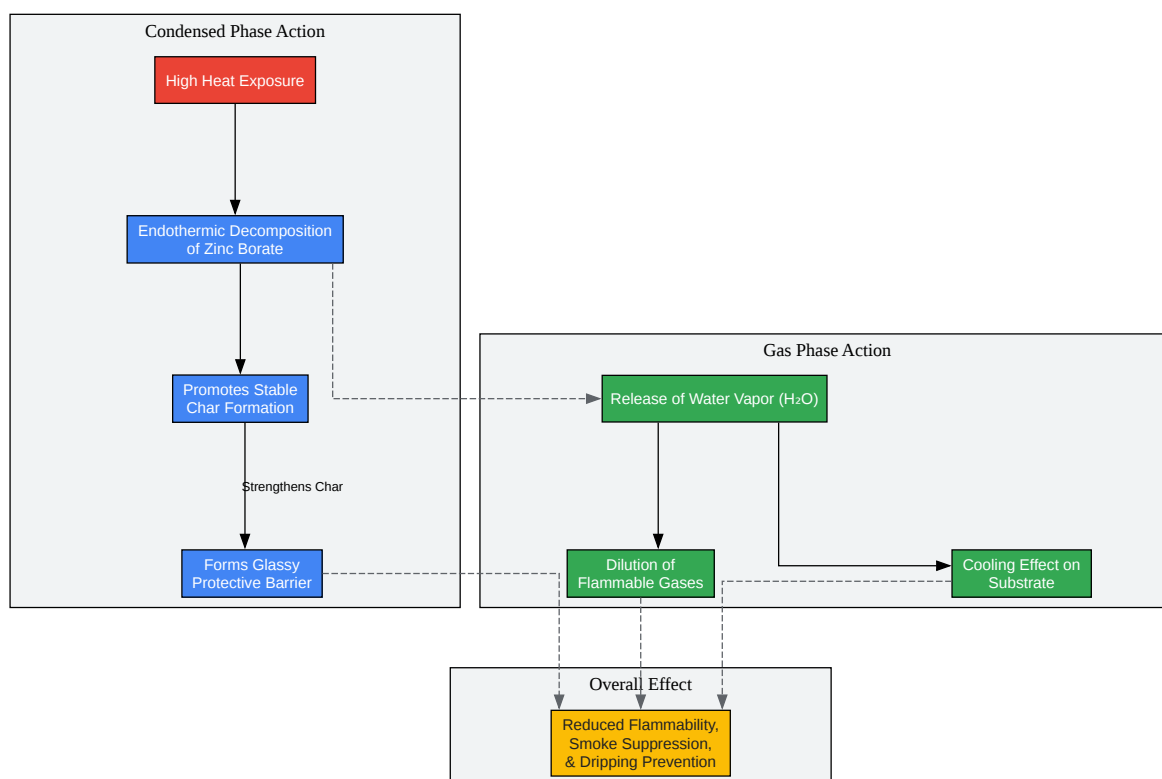 Condensed Phase Action
High Heat Exposure
Endothermic Decomposition
of Zinc Borate
Promotes Stable
Char Formation
Strengthens Char
Forms Glassy
Protective Barrier
Gas Phase Action
Release of Water Vapor (H₂O)
Dilution of
Flammable Gases
Cooling Effect on
Substrate
Overall Effect
Reduced Flammability,
Smoke Suppression,
& Dripping Prevention